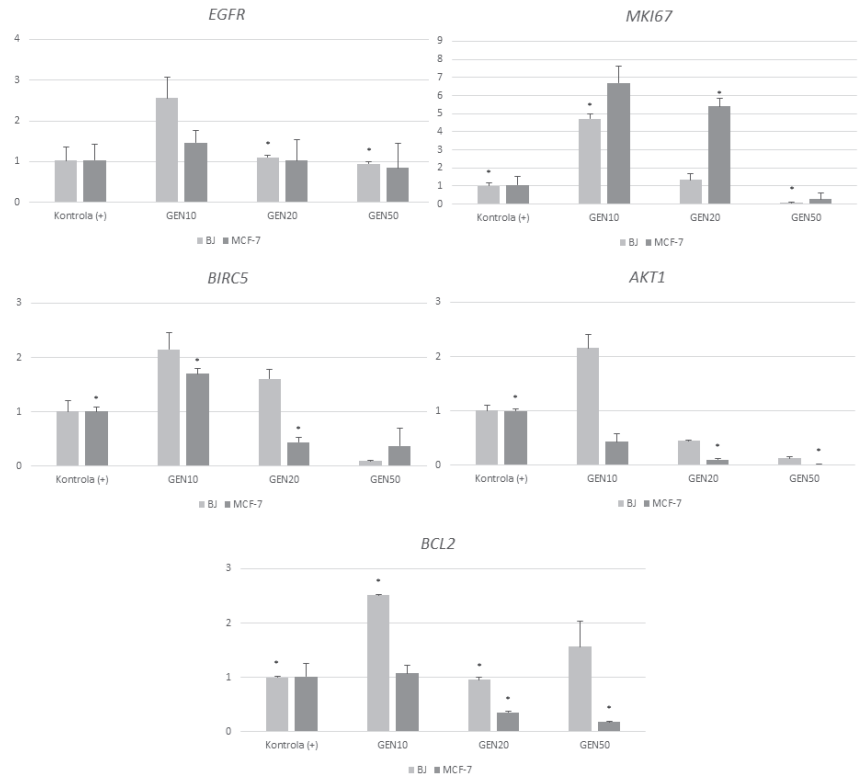 EGFR
4
3
2
1
0
Kontrola (+) GEN10 GEN20 GEN50
* *
BJ MCF-7
MKI67
9
8
7
6
5
4
3
2
1
0
Kontrola (+) GEN10 GEN20 GEN50
* * * *
BJ MCF-7
BIRC5
3
2
1
0
Kontrola (+) GEN10 GEN20 GEN50
* * *
BJ MCF-7
AKT1
3
2
1
0
Kontrola (+) GEN10 GEN20 GEN50
* * *
BJ MCF-7
BCL2
3
2
1
0
Kontrola (+) GEN10 GEN20 GEN50
* * * * *
BJ MCF-7